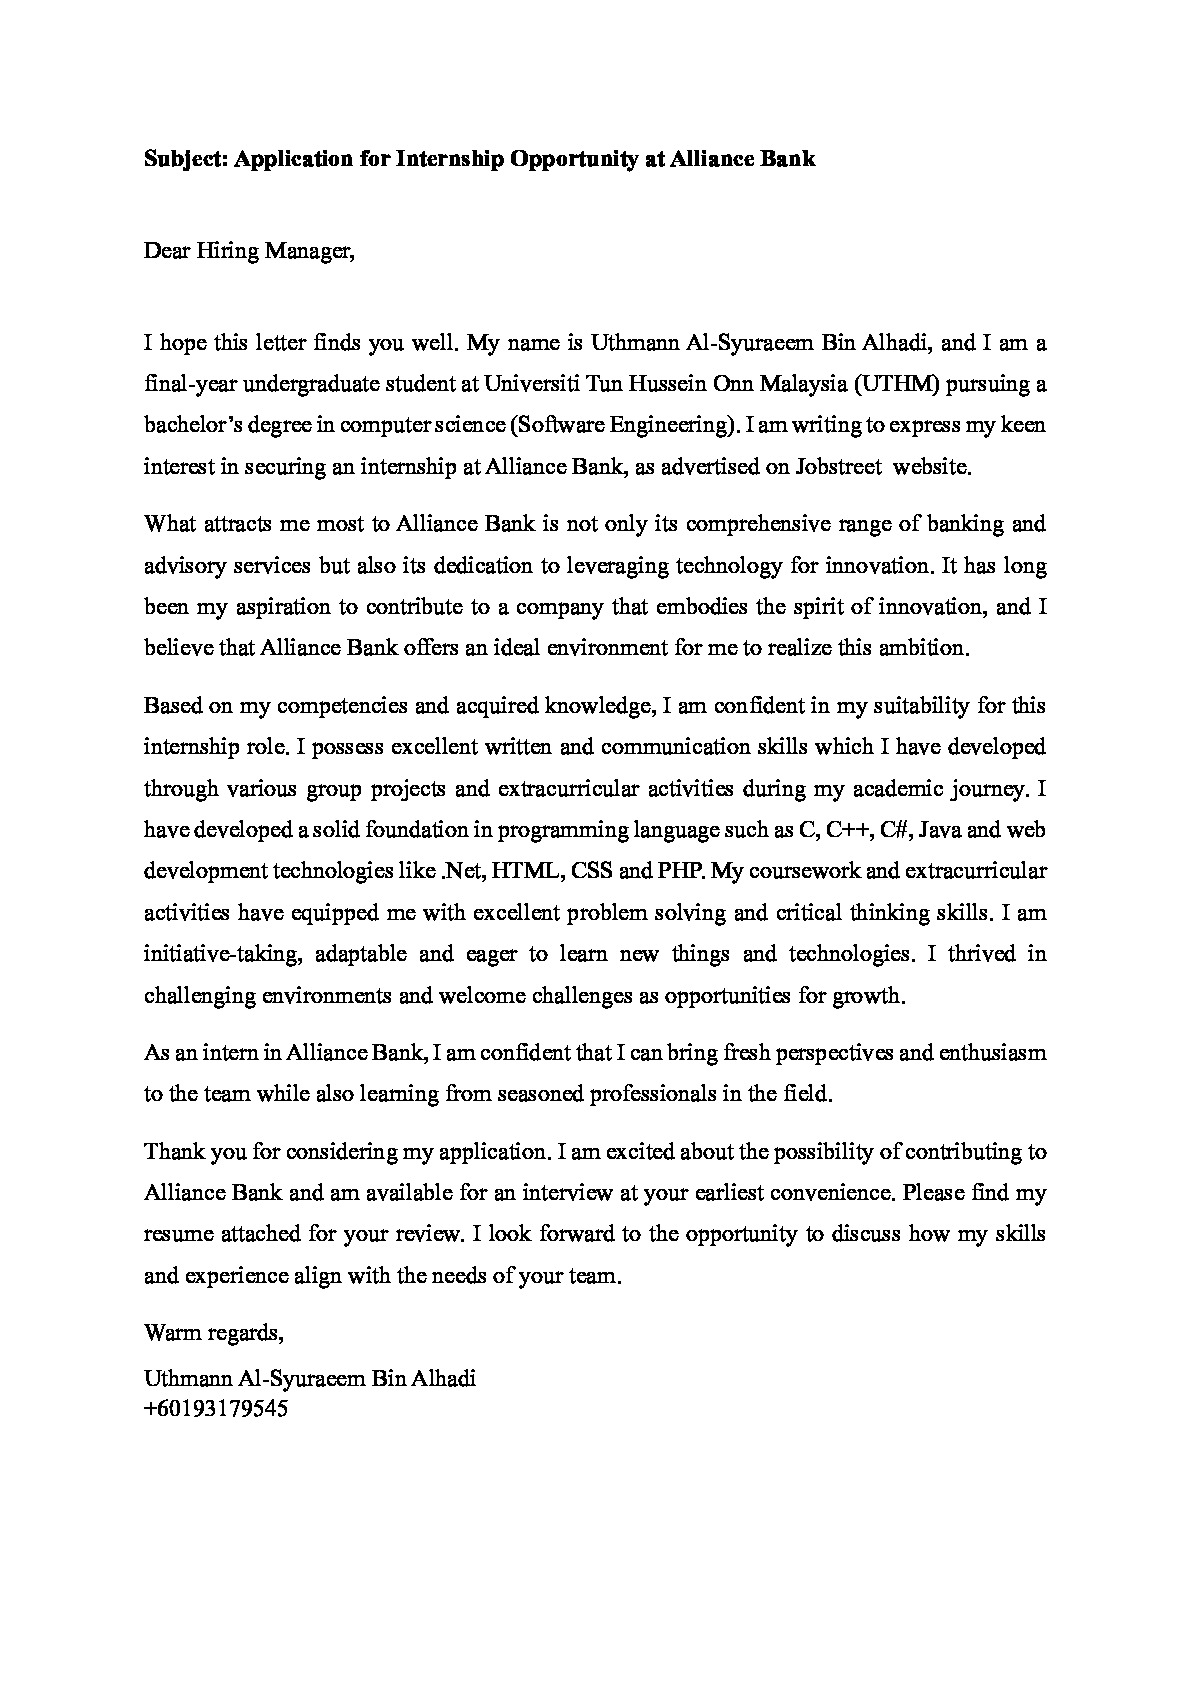 Subject: Application for Internship Opportunity at Alliance Bank
Dear Hiring Manager,
I hope this letter finds you well. My name is Uthmann Al-Syuraeem Bin Alhadi, and I am a
final-year undergraduate student at Universiti Tun Hussein Onn Malaysia (UTHM) pursuing a
bachelor’s degree in computer science (Software Engineering). I am writing to express my keen
interest in securing an internship at Alliance Bank, as advertised on Jobstreet  website.
What attracts me most to Alliance Bank is not only its comprehensive range of banking and
advisory services but also its dedication to leveraging technology for innovation. It has long
been my aspiration to contribute to a company that embodies the spirit of innovation, and I
believe that Alliance Bank offers an ideal environment for me to realize this ambition.
Based on my competencies and acquired knowledge, I am confident in my suitability for this
internship role. I possess excellent written and communication skills which I have developed
through various group projects and extracurricular activities during my academic journey. I
have developed a solid foundation in programming language such as C, C++, C#, Java and web
development technologies like .Net, HTML, CSS and PHP. My coursework and extracurricular
activities have equipped me with excellent problem solving and critical thinking skills. I am
initiative-taking, adaptable and eager to learn new things and technologies. I thrived in
challenging environments and welcome challenges as opportunities for growth.
As an intern in Alliance Bank, I am confident that I can bring fresh perspectives and enthusiasm
to the team while also learning from seasoned professionals in the field.
Thank you for considering my application. I am excited about the possibility of contributing to
Alliance Bank and am available for an interview at your earliest convenience. Please find my
resume attached for your review. I look forward to the opportunity to discuss how my skills
and experience align with the needs of your team.
Warm regards,
Uthmann Al-Syuraeem Bin Alhadi
+60193179545